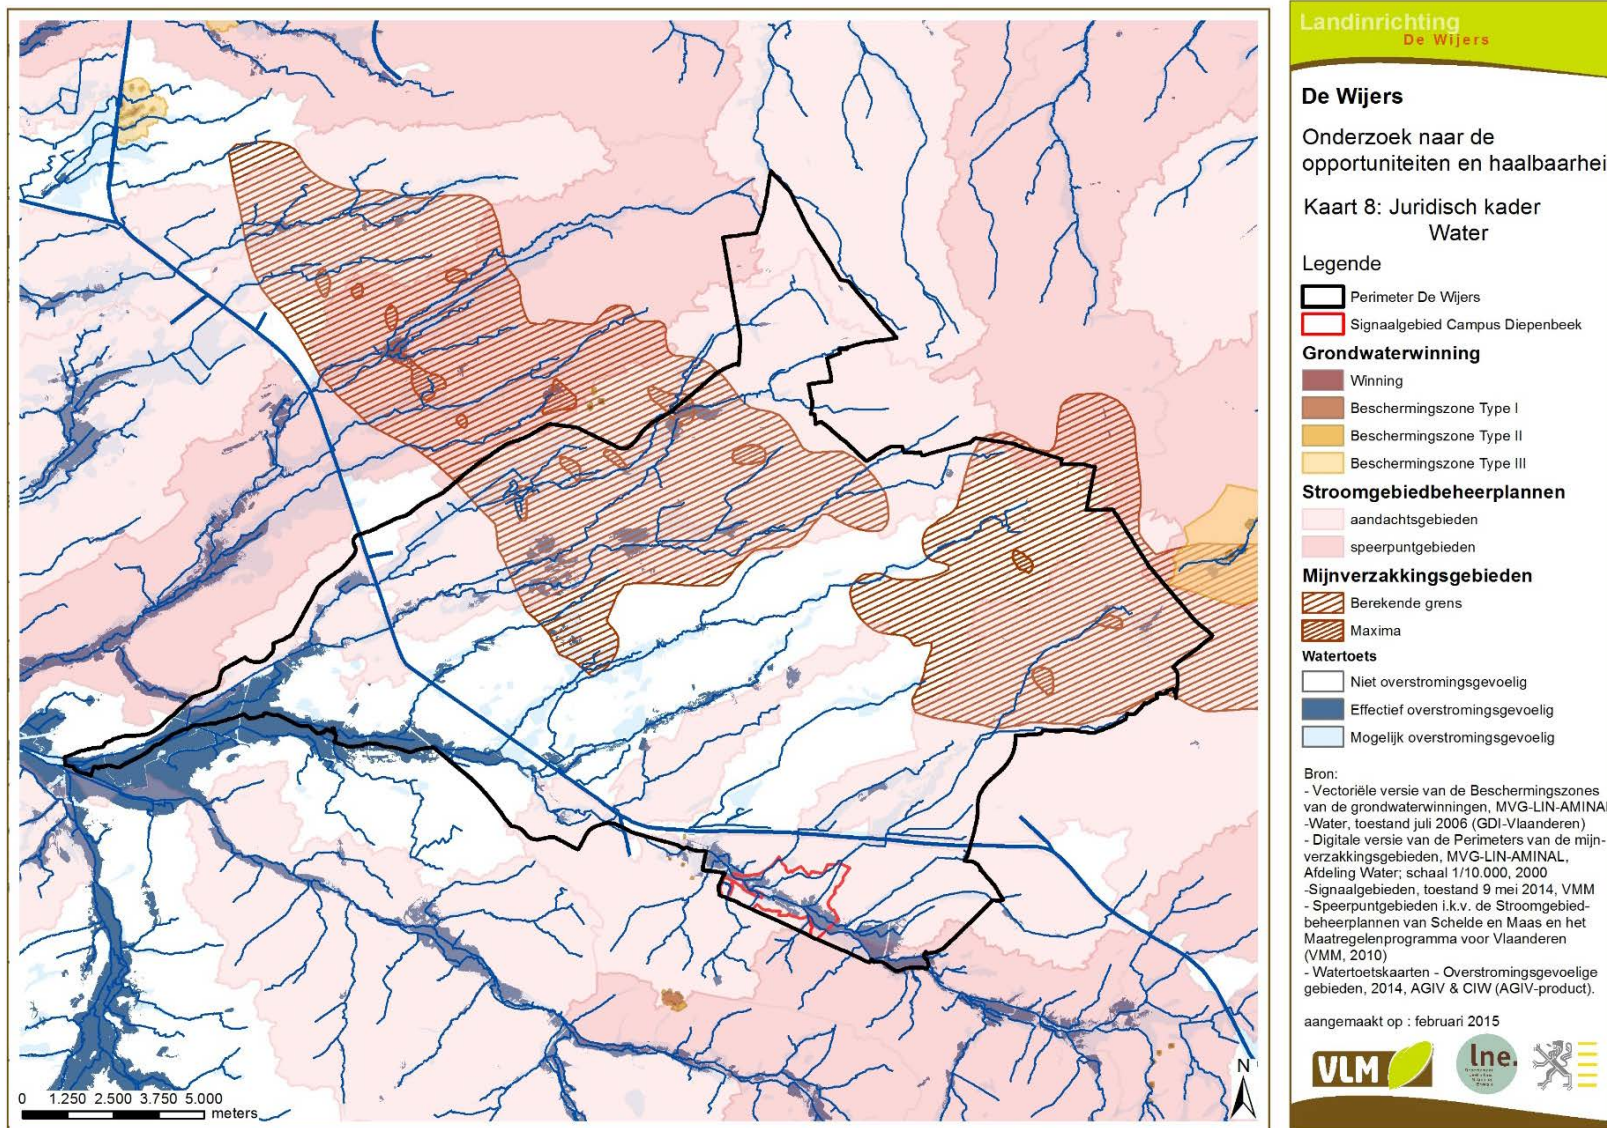 Landinrichting
De Wijers
De Wijers
Onderzoek naar de
opportuniteiten en haalbaarhei
Kaart 8: Juridisch kader
Water
Legende
Perimeter De Wijers
Signaalgebied Campus Diepenbeek
Grondwaterwinning
Winning
Beschermingszone Type I
Beschermingszone Type II
Beschermingszone Type III
Stroomgebiedbeheerplannen
aandachtsgebieden
speerpuntgebieden
Mijnverzakkingsgebieden
Berekende grens
Maxima
Watertoets
Niet overstromingsgevoelig
Effectief overstromingsgevoelig
Mogelijk overstromingsgevoelig
Bron:
- Vectoriële versie van de Beschermingszones
van de grondwaterwinningen, MVG-LIN-AMINAL
-Water, toestand juli 2006 (GDI-Vlaanderen)
- Digitale versie van de Perimeters van de mijn-
verzakkingsgebieden, MVG-LIN-AMINAL,
Afdeling Water; schaal 1/10.000, 2000
-Signaalgebieden, toestand 9 mei 2014, VMM
- Speerpuntgebieden i.k.v. de Stroomgebied-
beheerplannen van Schelde en Maas en het
Maatregelenprogramma voor Vlaanderen
(VMM, 2010)
- Watertoetskaarten - Overstromingsgevoelige
gebieden, 2014, AGIV & CIW (AGIV-product).
aangemaakt op : februari 2015
VLM
lne.
N
0 1.250 2.500 3.750 5.000
meters